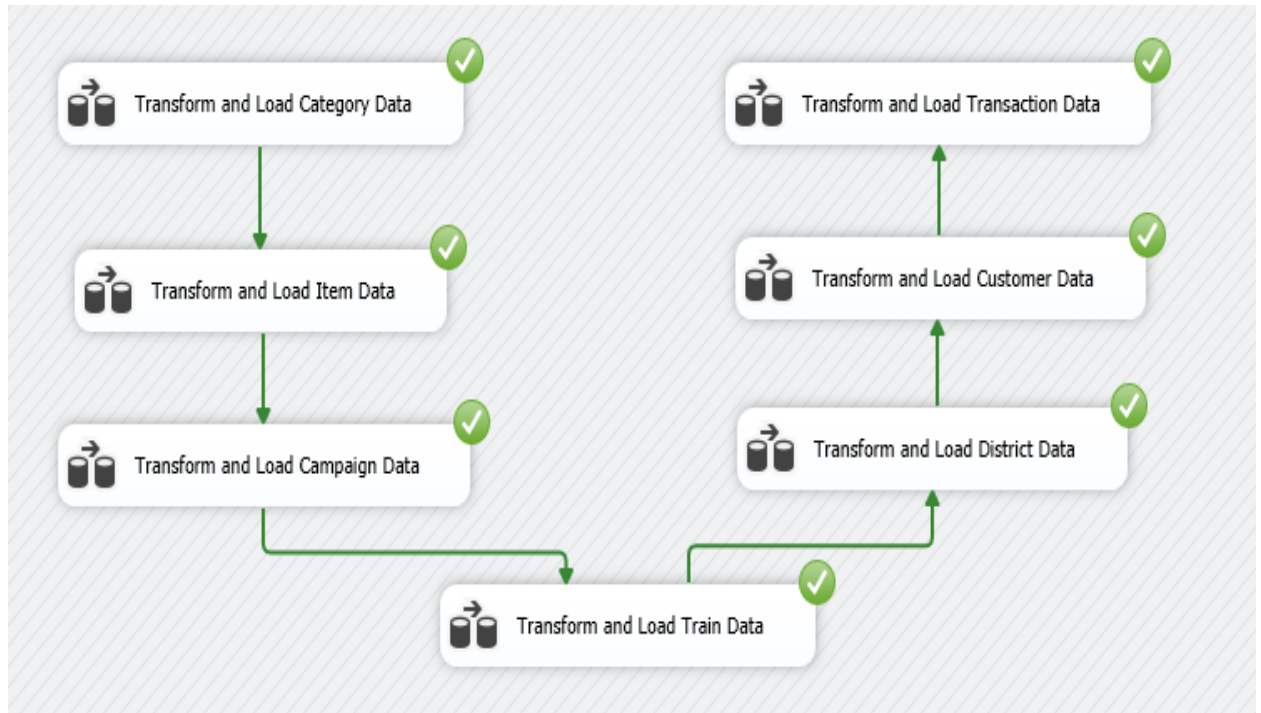 Transform and Load Category Data
Transform and Load Item Data
Transform and Load Campaign Data
Transform and Load Train Data
Transform and Load District Data
Transform and Load Customer Data
Transform and Load Transaction Data